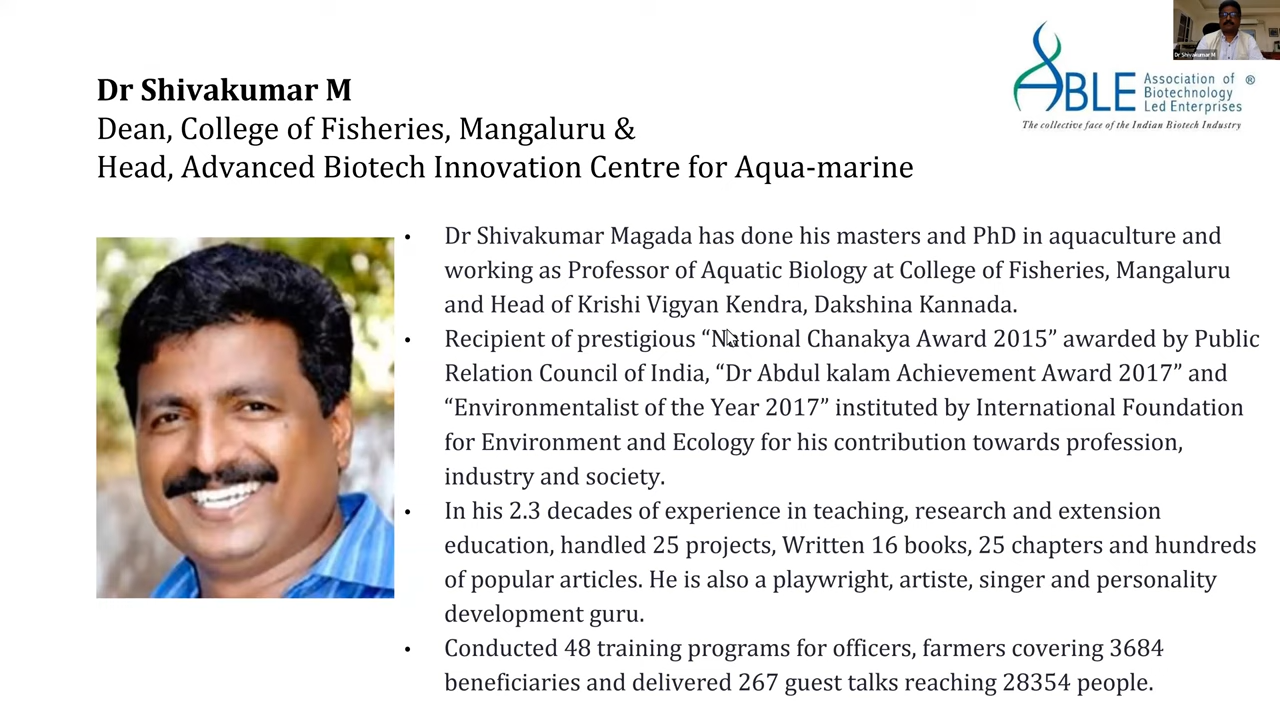 Dr Shivakumar M
Dean, College of Fisheries, Mangaluru &
Head, Advanced Biotech Innovation Centre for Aqua-marine
ABLE
Association of
Biotechnology
Led Enterprises
®
The collective face of the Indian Biotech Industry
Dr Shivakumar M
• Dr Shivakumar Magada has done his masters and PhD in aquaculture and
working as Professor of Aquatic Biology at College of Fisheries, Mangaluru
and Head of Krishi Vigyan Kendra, Dakshina Kannada.
• Recipient of prestigious “National Chanakya Award 2015” awarded by Public
Relation Council of India, “Dr Abdul kalam Achievement Award 2017” and
“Environmentalist of the Year 2017” instituted by International Foundation
for Environment and Ecology for his contribution towards profession,
industry and society.
• In his 2.3 decades of experience in teaching, research and extension
education, handled 25 projects, Written 16 books, 25 chapters and hundreds
of popular articles. He is also a playwright, artiste, singer and personality
development guru.
• Conducted 48 training programs for officers, farmers covering 3684
beneficiaries and delivered 267 guest talks reaching 28354 people.